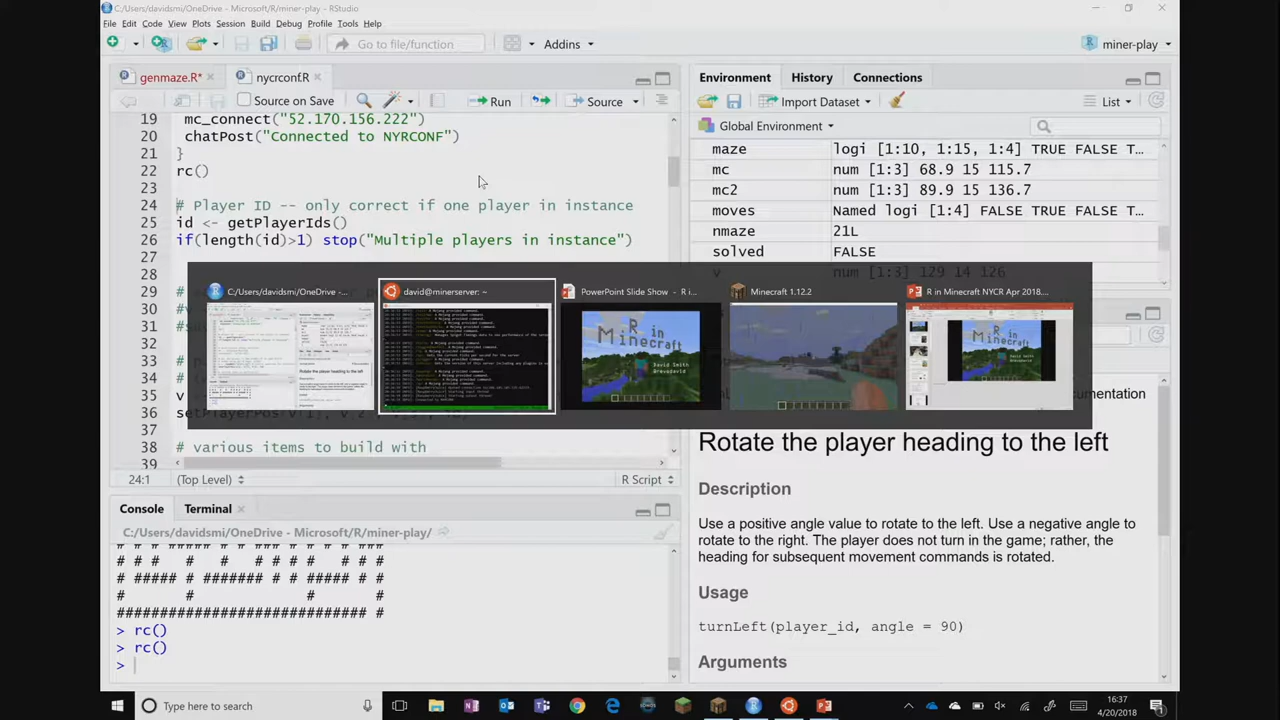 C:/Users/davidsmi/OneDrive - Microsoft/R/miner-play - RStudio
File Edit Code View Plots Session Build Debug Profile Tools Help
Go to file/function
Addins
miner-play
genmaze.R*
nycrconf.R
Source on Save
Run
Source
19 mc_connect("52.170.156.222")
20 chatPost("Connected to NYRCONF")
21 }
22 rc()
23
24 # Player ID -- only correct if one player in instance
25 id <- getPlayerIds()
26 if(length(id)>1) stop("Multiple players in instance")
27
28
29
30
31
32
33
34
35
36
38 # various items to build with
39
24:1 (Top Level) R Script
Environment History Connections
Import Dataset List
Global Environment
maze logi [1:10, 1:15, 1:4] TRUE FALSE T...
mc num [1:3] 68.9 15 115.7
mc2 num [1:3] 89.9 15 136.7
moves Named logi [1:4] FALSE TRUE T...
nmaze 21L
solved FALSE
v num [1:3] 129 14 126
C:/Users/davidsmi/OneDrive -...
david@minerserver: ~
PowerPoint Slide Show - R i...
Minecraft 1.12.2
R in Minecraft NYCR Apr 2018....
R in Minecraft
David Smith
Rotate the player heading to the left
Description
Use a positive angle value to rotate to the left. Use a negative angle to
rotate to the right. The player does not turn in the game; rather, the
heading for subsequent movement commands is rotated.
Usage
turnLeft(player_id, angle = 90)
Arguments
Console Terminal
C:/Users/davidsmi/OneDrive - Microsoft/R/miner-play/
> rc()
> rc()
>
Type here to search
16:37
4/20/2018